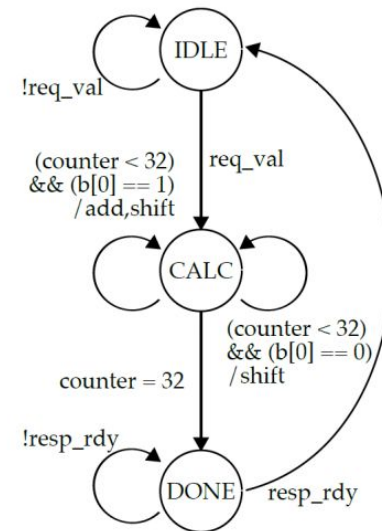 IDLE
!req_val
req_val
(counter < 32)
&& (b[0] == 1)
/add,shift
CALC
(counter < 32)
&& (b[0] == 0)
/shift
counter = 32
!resp_rdy
DONE
resp_rdy